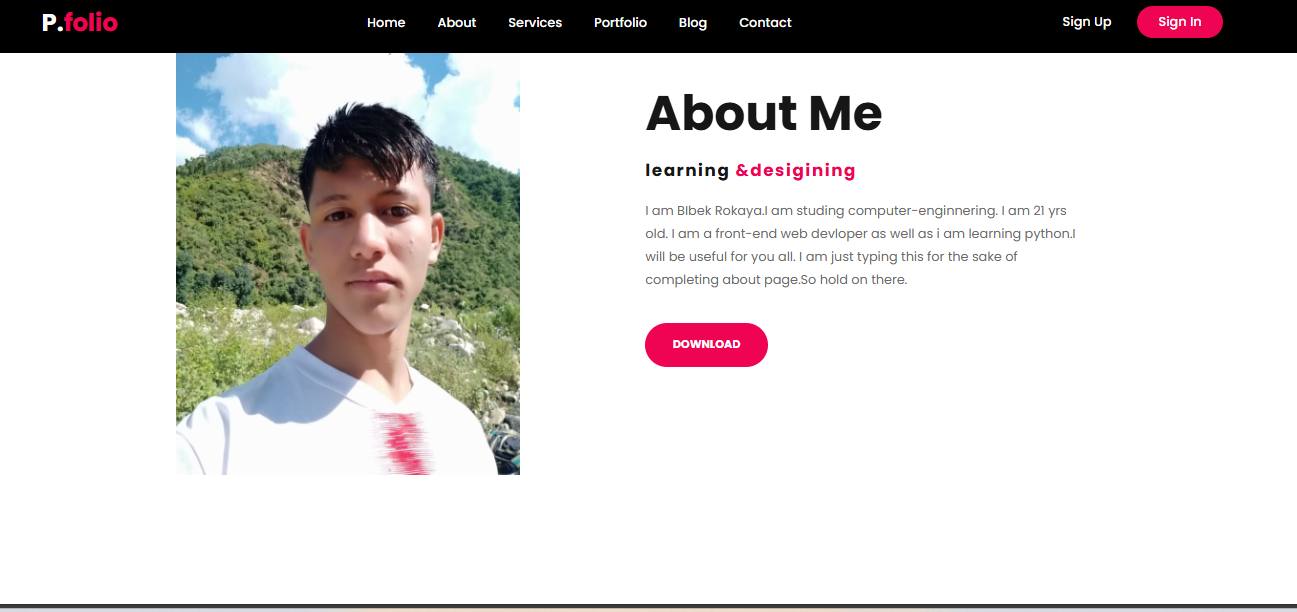 P.folio Home About Services Portfolio Blog Contact Sign Up Sign In
About Me
learning &desigining
I am BIbek Rokaya.I am studing computer-enginnering. I am 21 yrs
old. I am a front-end web devloper as well as i am learning python.I
will be useful for you all. I am just typing this for the sake of
completing about page.So hold on there.
DOWNLOAD